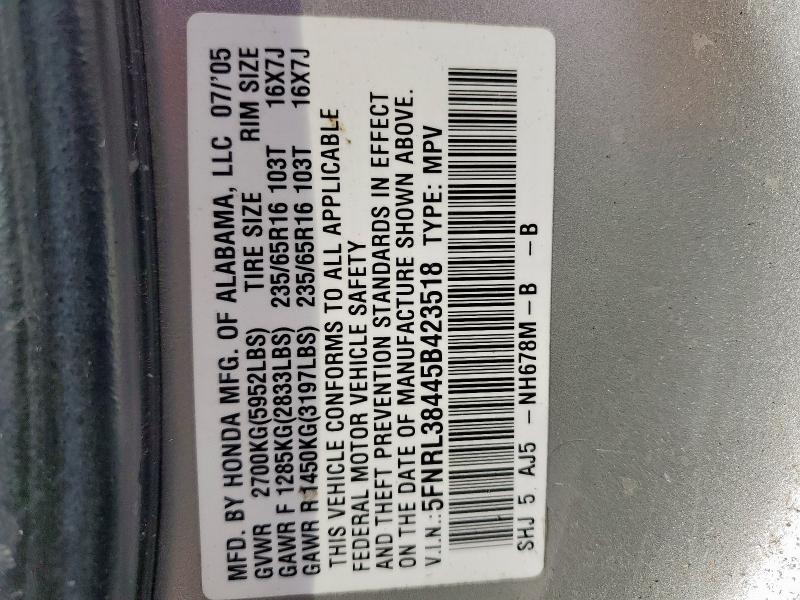 MFD. BY HONDA MFG. OF ALABAMA, LLC 07/'05
GVWR 2700KG(5952LBS) TIRE SIZE RIM SIZE
GAWR F 1285KG(2833LBS) 235/65R16 103T 16X7J
GAWR R 1450KG(3197LBS) 235/65R16 103T 16X7J
THIS VEHICLE CONFORMS TO ALL APPLICABLE
FEDERAL MOTOR VEHICLE SAFETY
AND THEFT PREVENTION STANDARDS IN EFFECT
ON THE DATE OF MANUFACTURE SHOWN ABOVE.
V.I.N.:5FNRL38445B423518 TYPE: MPV
SHJ 5 AJ5 -NH678M-B -B